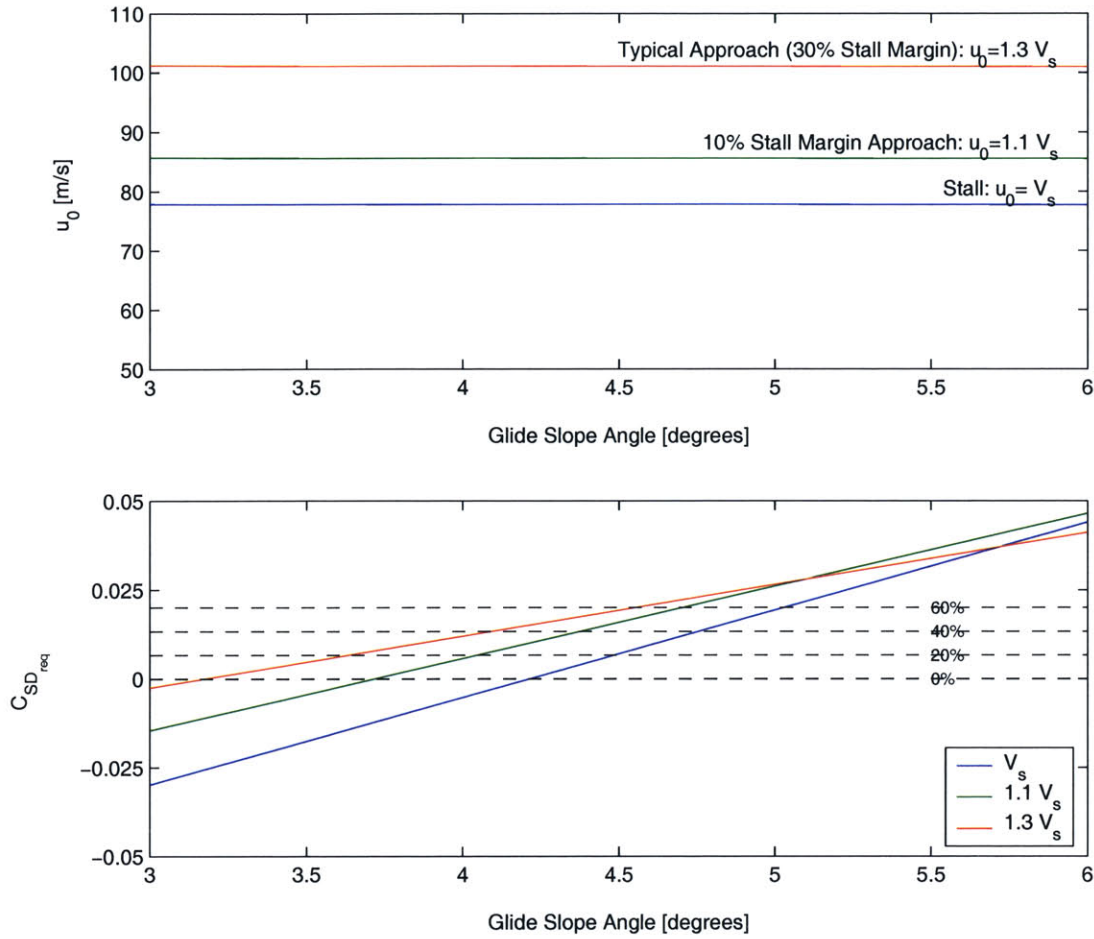 110
Typical Approach (30% Stall Margin): u0=1.3 Vs
100
90
10% Stall Margin Approach: u0=1.1 Vs
80
Stall: u0= Vs
70
60
50
u0 [m/s]
3 3.5 4 4.5 5 5.5 6
Glide Slope Angle [degrees]
0.05
0.025
60%
40%
20%
0 0%
−0.025
−0.05
CSDreq
Vs
1.1 Vs
1.3 Vs
3 3.5 4 4.5 5 5.5 6
Glide Slope Angle [degrees]